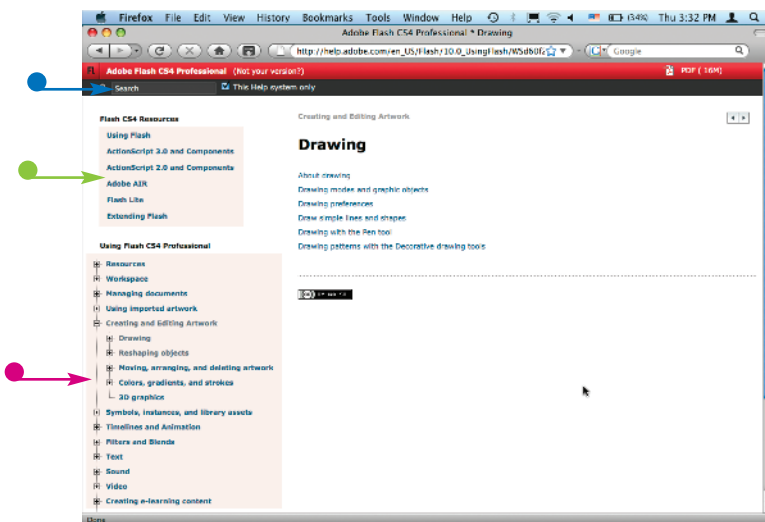 Firefox File Edit View History Bookmarks Tools Window Help (34%) Thu 3:32 PM
Adobe Flash CS4 Professional * Drawing
http://help.adobe.com/en_US/Flash/10.0_UsingFlash/ Google
FL Adobe Flash CS4 Professional (Not your version?) PDF ( 16M)
Search This Help system only
Flash CS4 Resources
Using Flash
ActionScript 3.0 and Components
ActionScript 2.0 and Components
Adobe AIR
Flash Lite
Extending Flash
Using Flash CS4 Professional
Resources
Workspace
Managing documents
Using imported artwork
Creating and Editing Artwork
Drawing
Reshaping objects
Moving, arranging, and deleting artwork
Colors, gradients, and strokes
3D graphics
Symbols, instances, and library assets
Timelines and Animation
Filters and Blends
Text
Sound
Video
Creating e-learning content
Creating and Editing Artwork
Drawing
About drawing
Drawing modes and graphic objects
Drawing preferences
Draw simple lines and shapes
Drawing with the Pen tool
Drawing patterns with the Decorative drawing tools
Done